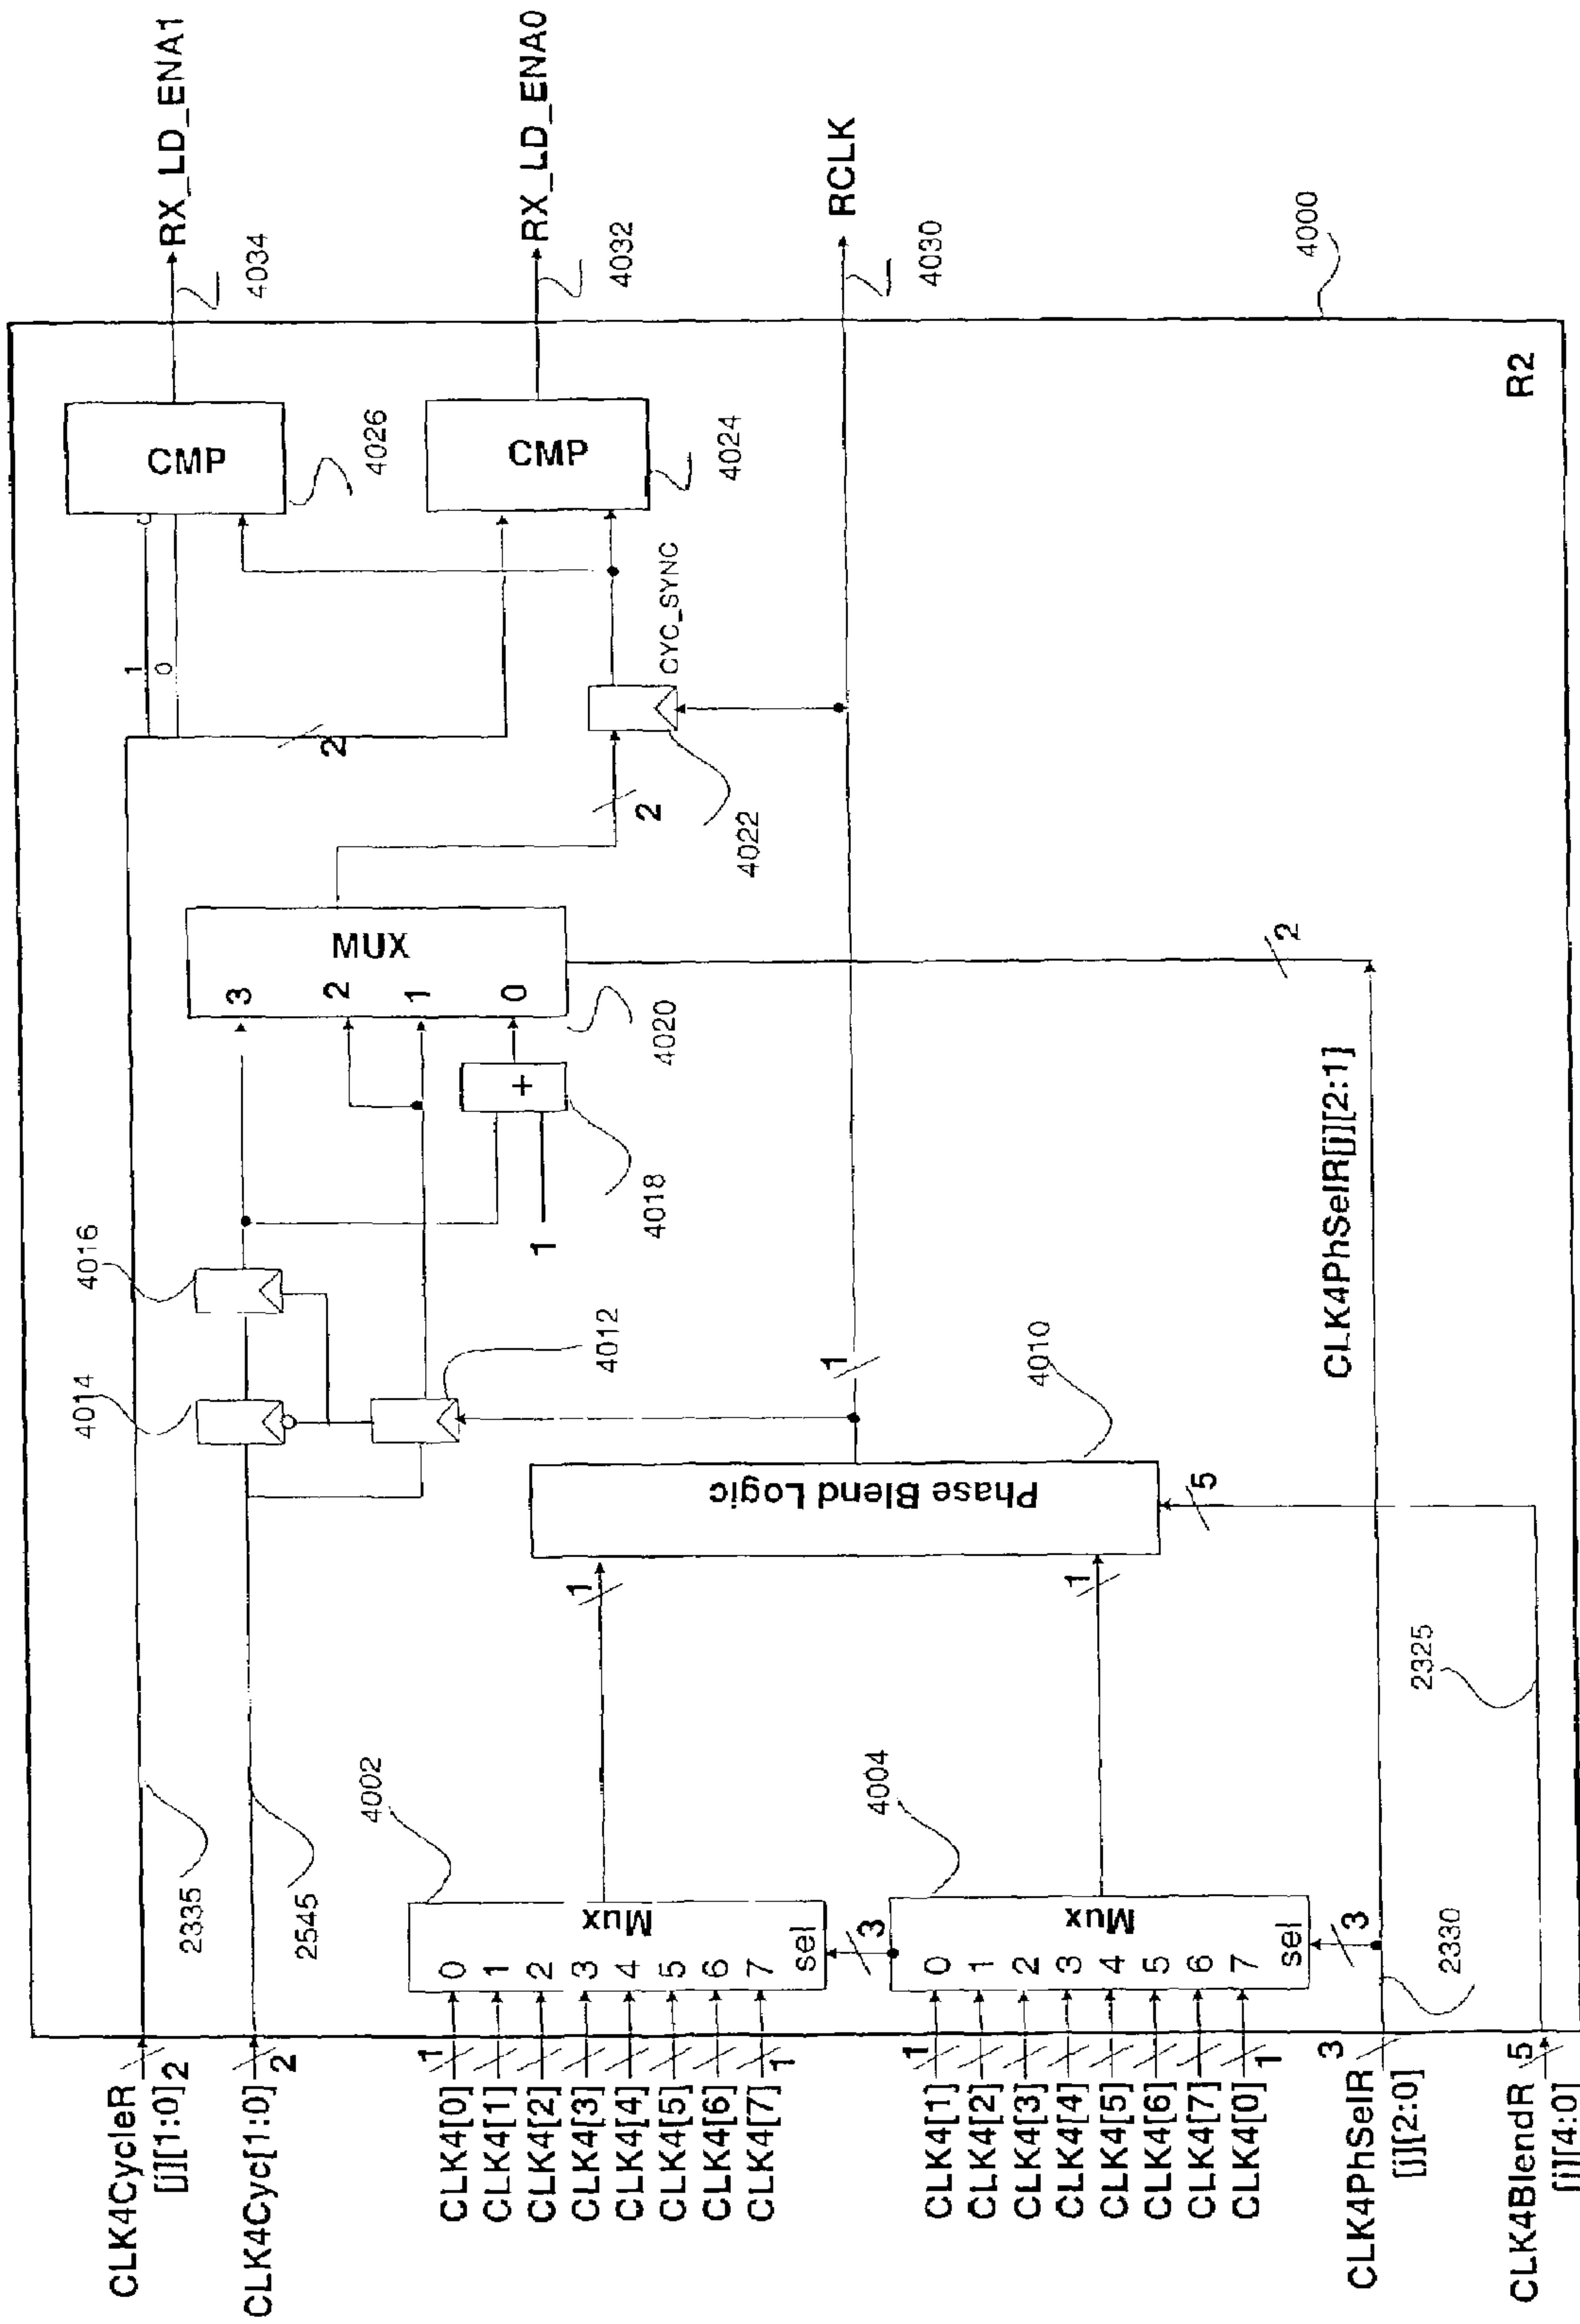 CLK4CycleR
[j][1:0]
2
CLK4Cyc[1:0]
2
CLK4[0]
CLK4[1]
CLK4[2]
CLK4[3]
CLK4[4]
CLK4[5]
CLK4[6]
CLK4[7]
1
1
CLK4[1]
CLK4[2]
CLK4[3]
CLK4[4]
CLK4[5]
CLK4[6]
CLK4[7]
CLK4[0]
1
1
CLK4PhSelR
[j][2:0]
3
CLK4BlendR
[j][4:0]
5
2335
2545
4002
0
1
2
3
4
5
6
7
Mux
sel
3
4004
0
1
2
3
4
5
6
7
Mux
sel
3
2330
2325
1
1
5
Phase Blend Logic
4010
1
4014
4016
4012
4018
+
1
3
2
1
0
MUX
4020
2
CLK4PhSelR[j][2:1]
2
4022
CYC_SYNC
1
0
2
CMP
4026
CMP
4024
R2
4000
4034
RX_LD_ENA1
4032
RX_LD_ENA0
4030
RCLK